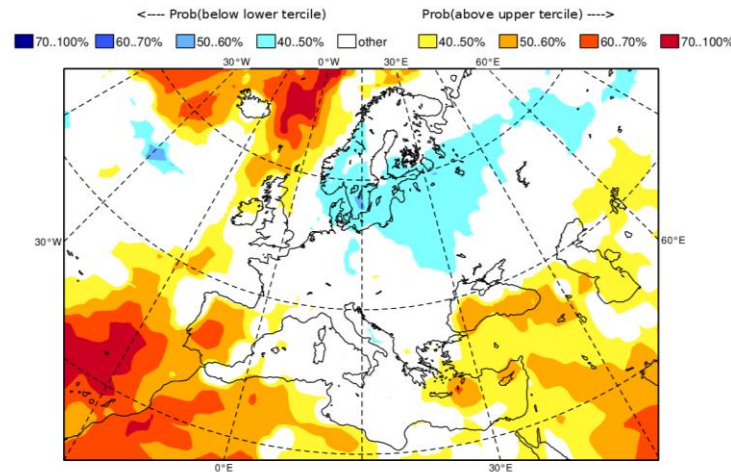 <---- Prob(below lower tercile) Prob(above upper tercile) ---->
70..100% 60..70% 50..60% 40..50% other 40..50% 50..60% 60..70% 70..100%
30°W 0°W 30°E 60°E
30°W 60°E
0°E 30°E